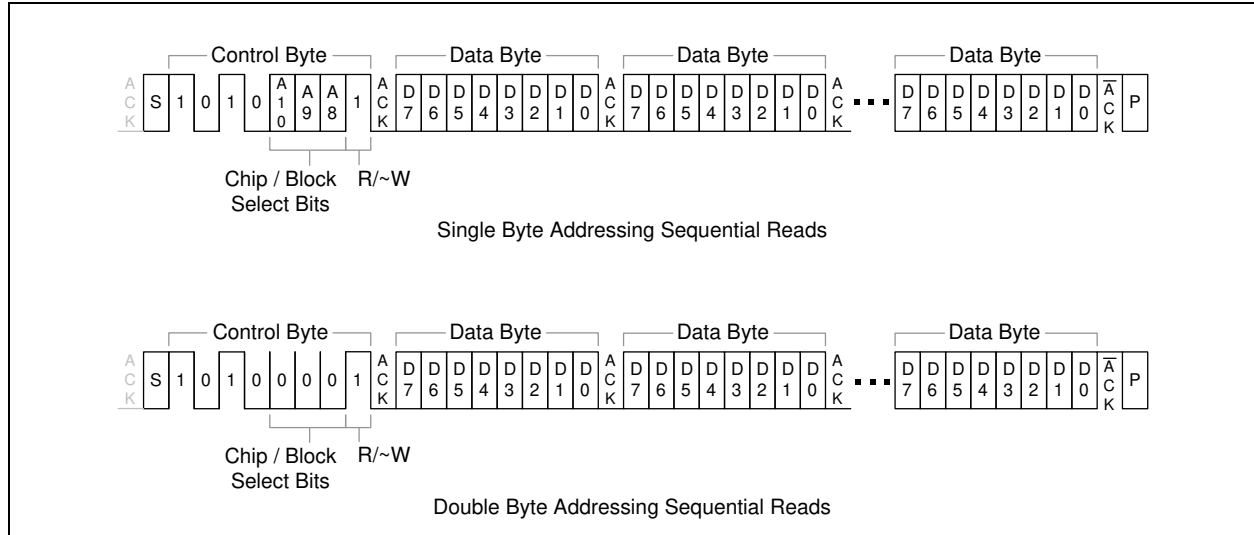 Control Byte Data Byte Data Byte Data Byte
ACK S 1 0 1 0 A10 A9 A8 1 ACK D7 D6 D5 D4 D3 D2 D1 D0 ACK D7 D6 D5 D4 D3 D2 D1 D0 ACK ▪▪▪ D7 D6 D5 D4 D3 D2 D1 D0 A̅CK P
Chip / Block R/~W
Select Bits
Single Byte Addressing Sequential Reads
Control Byte Data Byte Data Byte Data Byte
ACK S 1 0 1 0 0 0 0 1 ACK D7 D6 D5 D4 D3 D2 D1 D0 ACK D7 D6 D5 D4 D3 D2 D1 D0 ACK ▪▪▪ D7 D6 D5 D4 D3 D2 D1 D0 A̅CK P
Chip / Block R/~W
Select Bits
Double Byte Addressing Sequential Reads